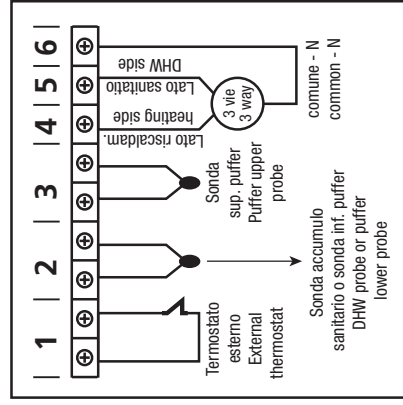 1 2 3 4 5 6
Termostato
esterno
External
thermostat
Sonda accumulo
sanitario o sonda inf. puffer
DHW probe or puffer
lower probe
Sonda
sup. puffer
Puffer upper
probe
Lato riscaldam.
heating side
Lato sanitatio
DHW side
3 vie
3 way
comune - N
common - N